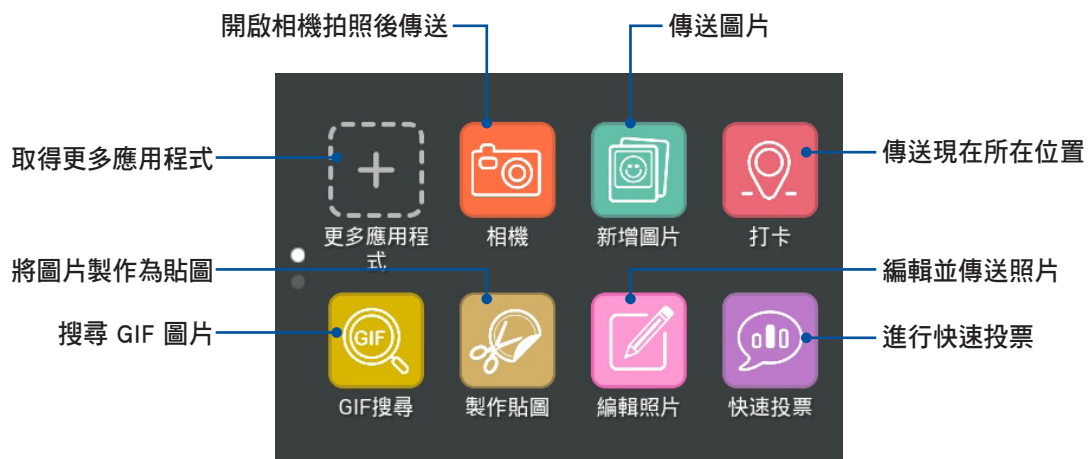 開啟相機拍照後傳送
傳送圖片
取得更多應用程式
傳送現在所在位置
更多應用程
式
相機
新增圖片
打卡
將圖片製作為貼圖
編輯並傳送照片
搜尋 GIF 圖片
GIF
進行快速投票
GIF搜尋
製作貼圖
編輯照片
快速投票